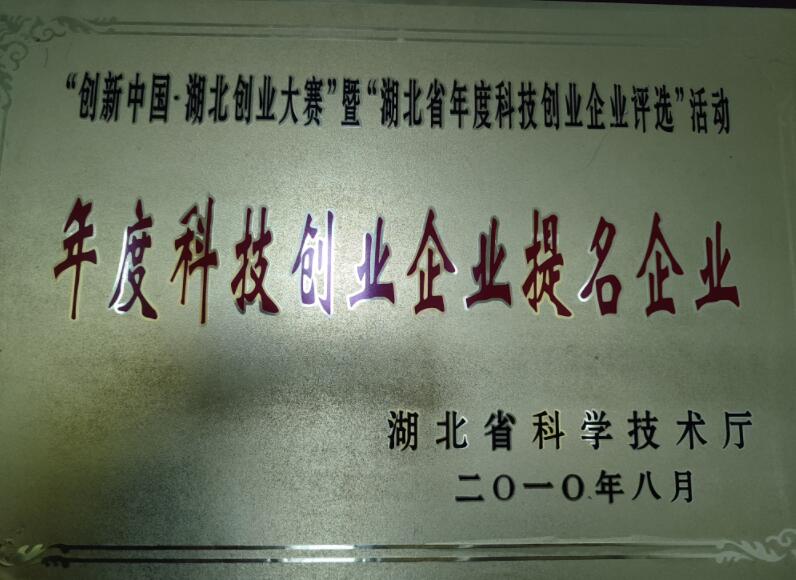 “创新中国·湖北创业大赛”暨“湖北省年度科技创业企业评选”活动
年度科技创业企业提名企业
湖北省科学技术厅
二〇一〇年八月